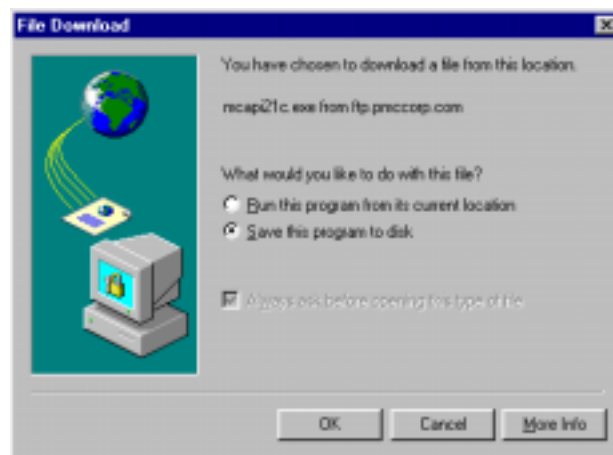 File Download
You have chosen to download a file from this location.
mcapi21c.exe from ftp.pmccorp.com
What would you like to do with this file?
Run this program from its current location
Save this program to disk
Always ask before opening this type of file
OK
Cancel
More Info